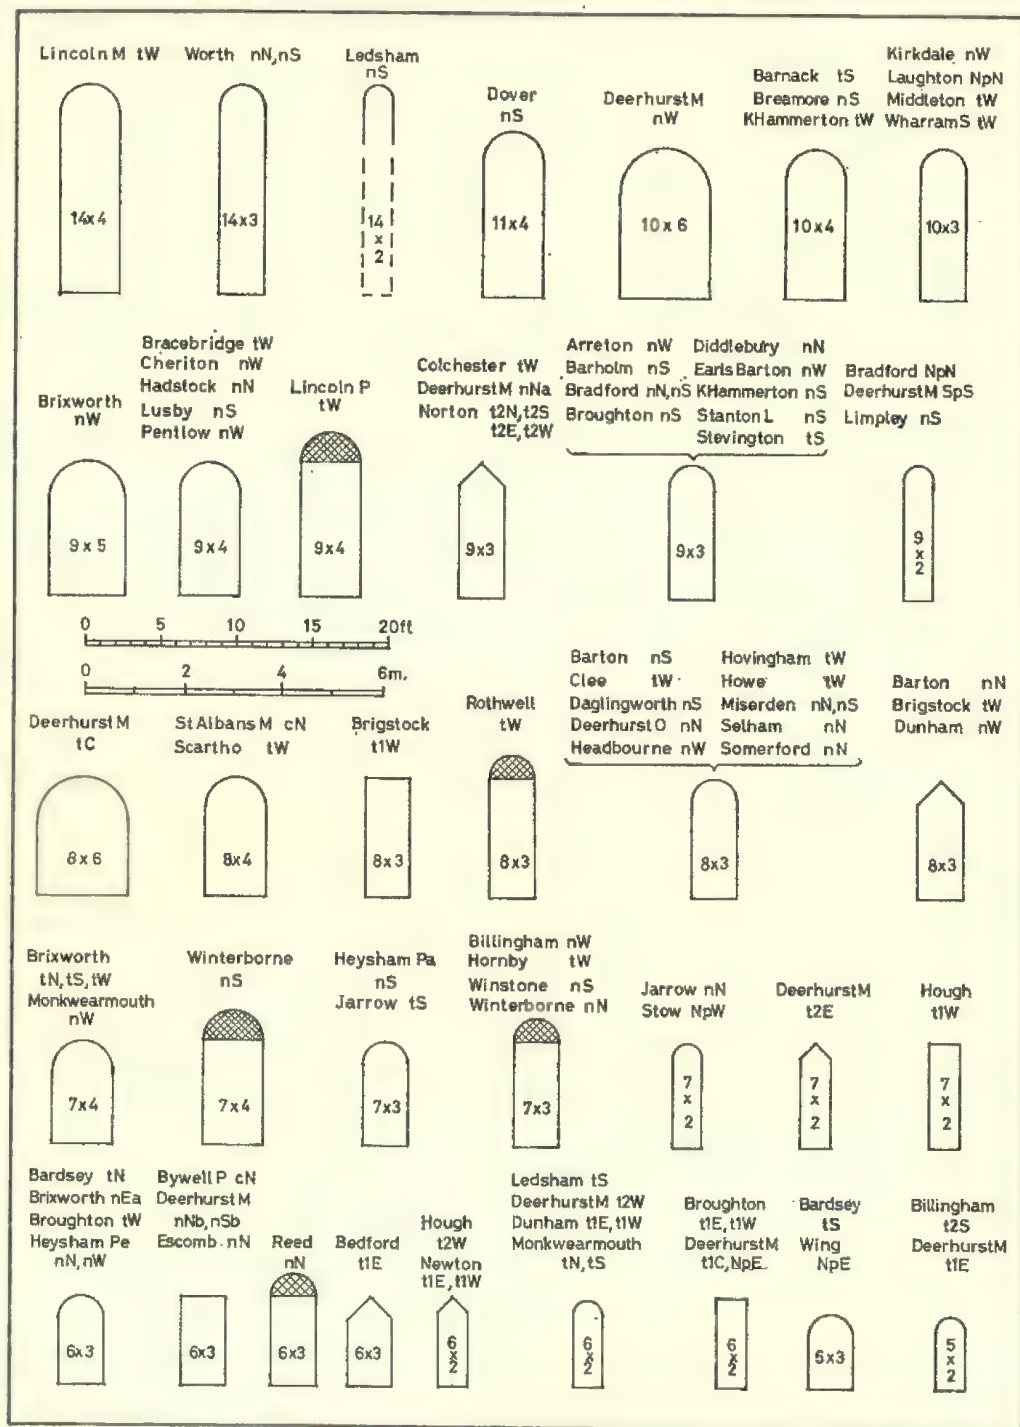 Lincoln M tW
14x4
Worth nN,nS
14x3
Ledsham
nS
14
x
2
Dover
nS
11x4
Deerhurst M
nW
10x6
Barnack tS
Breamore nS
KHammerton tW
10x4
Kirkdale nW
Laughton NpN
Middleton tW
WharramS tW
10x3
Brixworth
nW
9x5
Bracebridge tW
Cheriton nW
Hadstock nN
Lusby nS
Pentlow nW
9x4
Lincoln P
tW
9x4
Colchester tW
DeerhurstM nNa
Norton t2N,t2S
t2E,t2W
9x3
Arreton nW
Barholm nS
Bradford nN,nS
Broughton nS
Diddlebury nN
Earls Barton nW
KHammerton nS
Stanton L nS
Stevington tS
9x3
Bradford NpN
DeerhurstM SpS
Limpley nS
9
x
2
0 5 10 15 20ft
0 2 4 6m.
Deerhurst M
tC
8x6
St Albans M cN
Scartho tW
8x4
Brigstock
t1W
8x3
Rothwell
tW
8x3
Barton nS
Clee tW
Daglingworth nS
Deerhurst O nN
Headbourne nW
Hovingham tW
Howe tW
Miserden nN,nS
Selham nN
Somerford nN
8x3
Barton nN
Brigstock tW
Dunham nW
8x3
Brixworth
tN,tS,tW
Monkwearmouth
nW
7x4
Winterborne
nS
7x4
Heysham Pa
nS
Jarrow tS
7x3
Billingham nW
Hornby tW
Winstone nS
Winterborne nN
7x3
Jarrow nN
Stow NpW
7
x
2
DeerhurstM
t2E
7
x
2
Hough
t1W
7
x
2
Bardsey tN
Brixworth nEa
Broughton tW
Heysham Pe
nN,nW
6x3
Bywell P cN
Deerhurst M
nNb,nSb
Escomb nN
6x3
Reed
nN
6x3
Bedford
t1E
6x3
Hough
t2W
Newton
t1E,t1W
6
x
2
Ledsham tS
DeerhurstM t2W
Dunham t1E,t1W
Monkwearmouth
tN,tS
6
x
2
Broughton
t1E,t1W
DeerhurstM
t1C,NpE
6
x
2
Bardsey
tS
Wing
NpE
5x3
Billingham
t2S
DeerhurstM
t1E
5
x
2